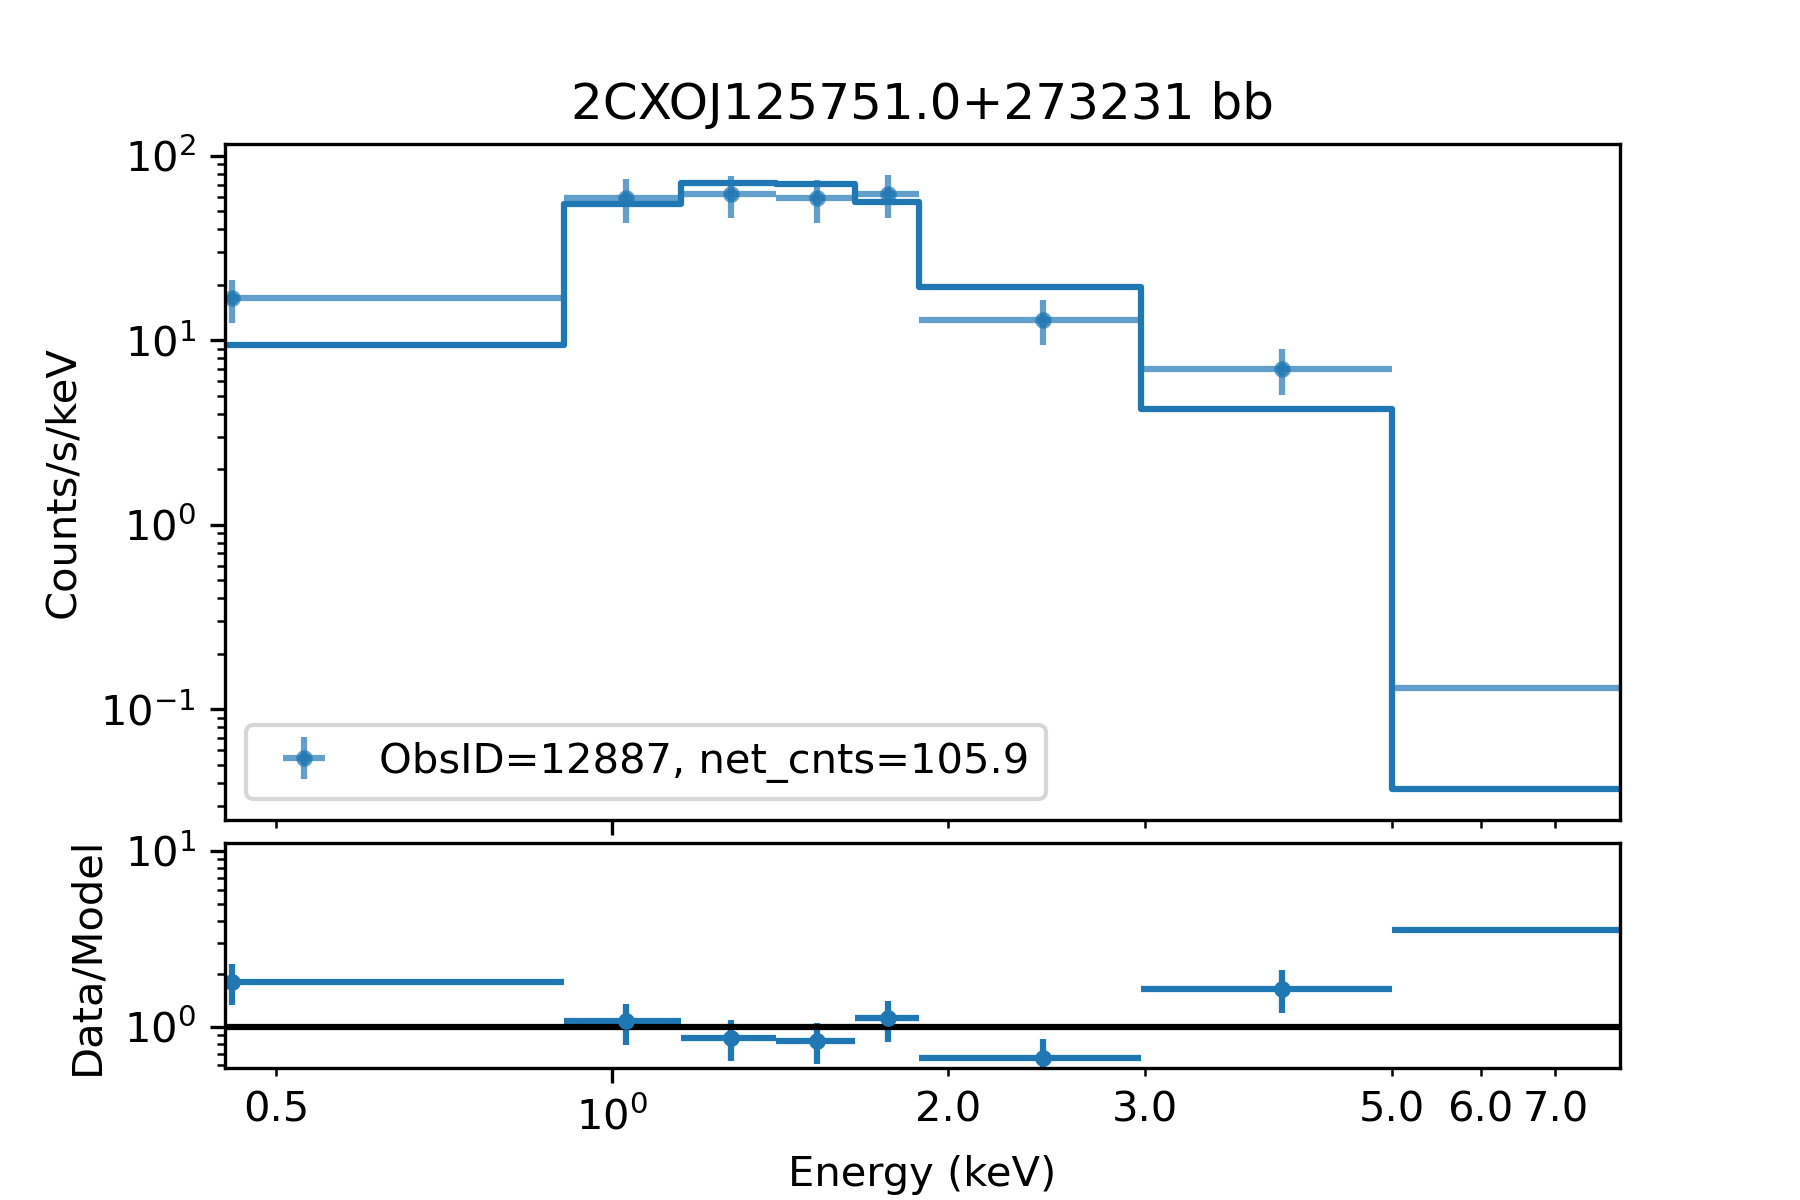 2CXOJ125751.0+273231 bb
10²
10¹
10⁰
10⁻¹
Counts/s/keV
ObsID=12887, net_cnts=105.9
10¹
10⁰
Data/Model
0.5 10⁰ 2.0 3.0 5.0 6.0 7.0
Energy (keV)